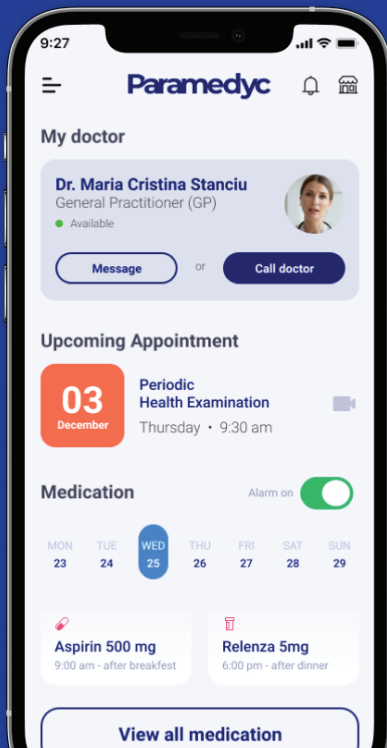 9:27
Paramedyc
My doctor
Dr. Maria Cristina Stanciu
General Practitioner (GP)
Available
Message or Call doctor
Upcoming Appointment
03
December
Periodic
Health Examination
Thursday • 9:30 am
Medication Alarm on
MON TUE WED THU FRI SAT SUN
23 24 25 26 27 28 29
Aspirin 500 mg Relenza 5mg
9:00 am - after breakfast 6:00 pm - after dinner
View all medication